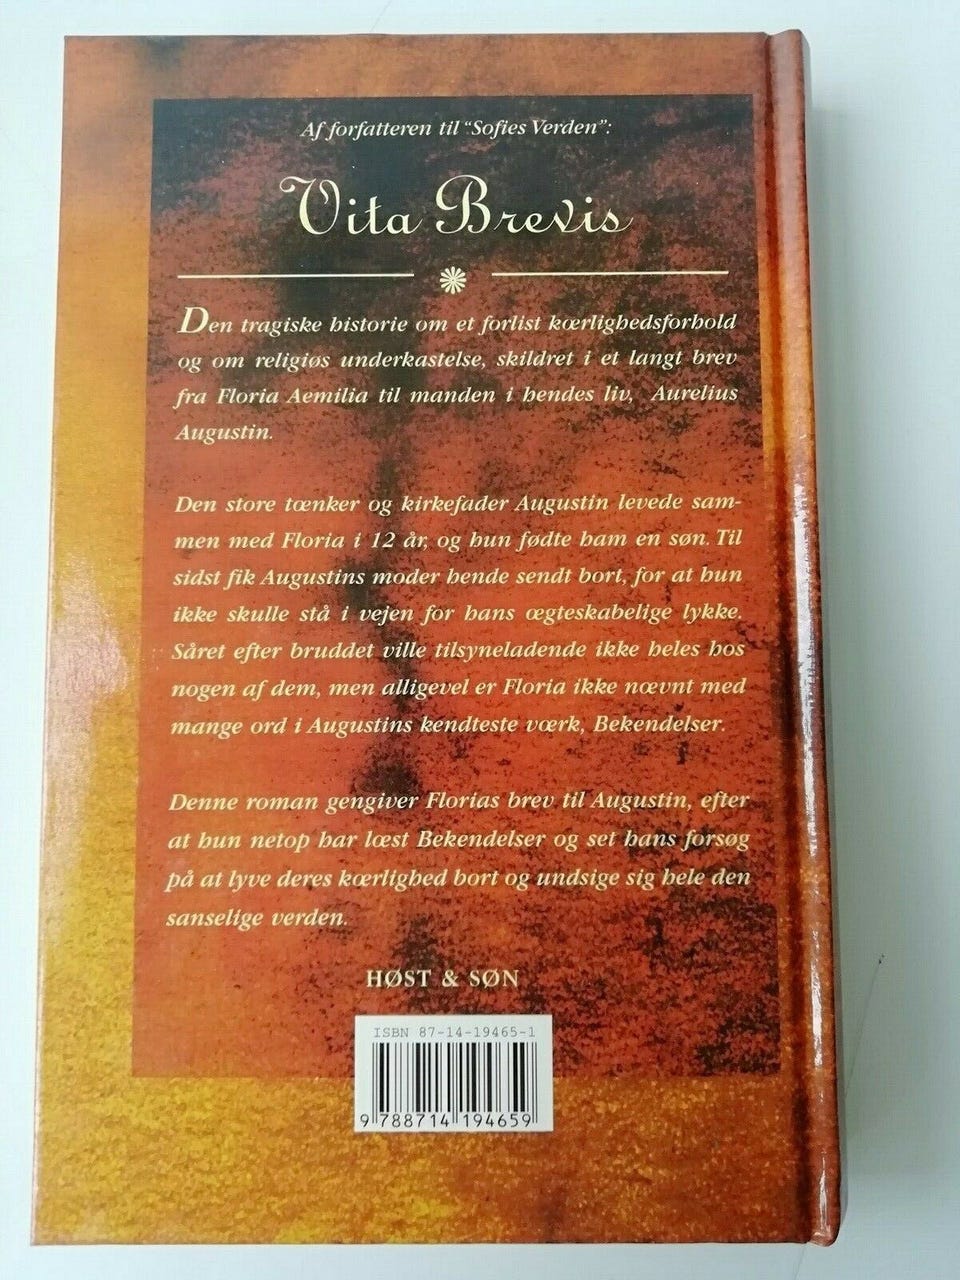 Af forfatteren til "Sofies Verden":
Vita Brevis
Den tragiske historie om et forlist kærlighedsforhold
og om religiøs underkastelse, skildret i et langt brev
fra Floria Aemilia til manden i hendes liv, Aurelius
Augustin.
Den store tænker og kirkefader Augustin levede sam-
men med Floria i 12 år, og hun fødte ham en søn. Til
sidst fik Augustins moder hende sendt bort, for at hun
ikke skulle stå i vejen for hans ægteskabelige lykke.
Såret efter bruddet ville tilsyneladende ikke heles hos
nogen af dem, men alligevel er Floria ikke nævnt med
mange ord i Augustins kendteste værk, Bekendelser.
Denne roman gengiver Florias brev til Augustin, efter
at hun netop har læst Bekendelser og set hans forsøg
på at lyve deres kærlighed bort og undsige sig hele den
sanselige verden.
HØST & SØN
ISBN 87-14-19465-1
9 788714 194659